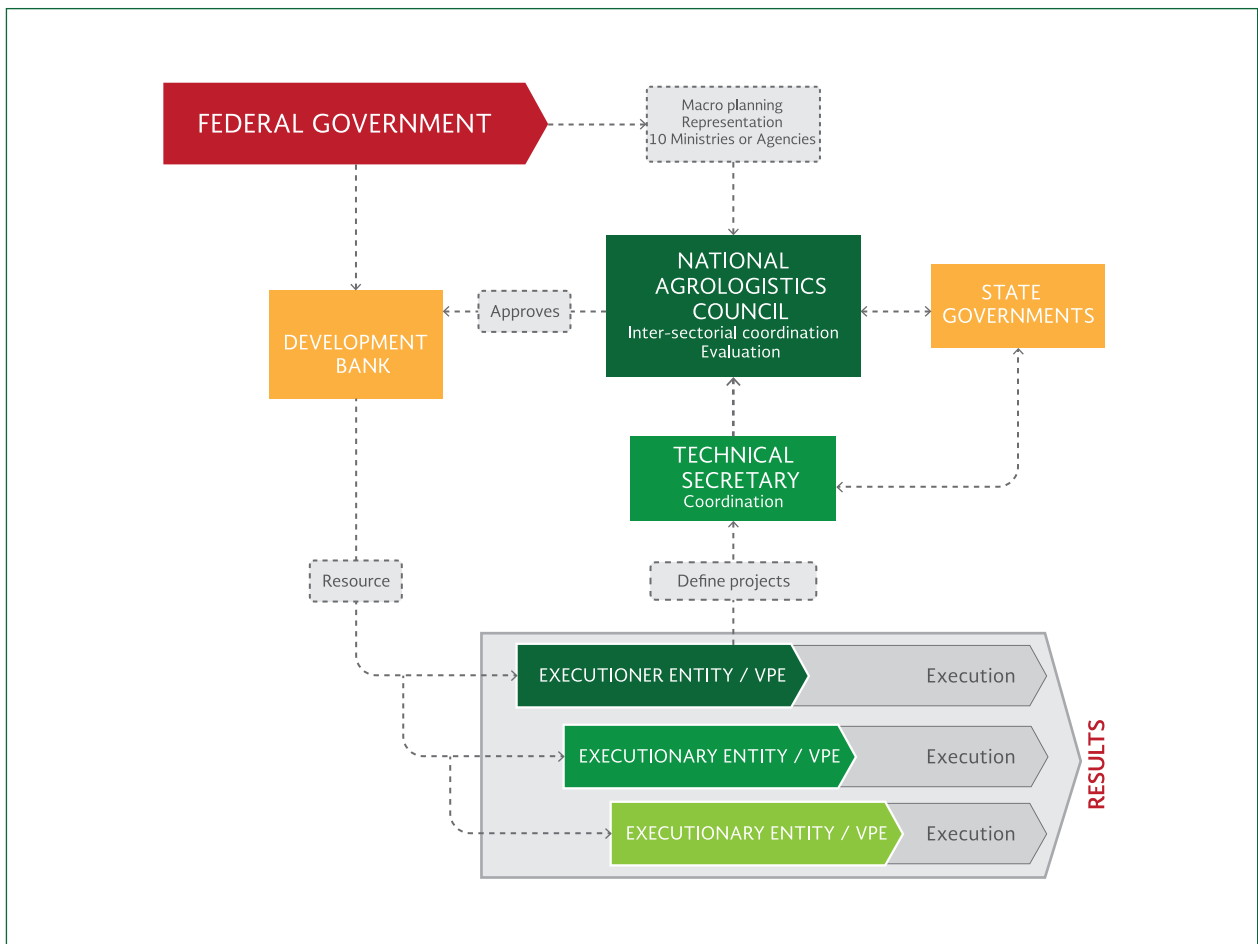 FEDERAL GOVERNMENT
Macro planning
Representation
10 Ministries or Agencies
NATIONAL
AGROLOGISTICS
COUNCIL
Inter-sectorial coordination
Evaluation
STATE
GOVERNMENTS
Approves
DEVELOPMENT
BANK
TECHNICAL
SECRETARY
Coordination
Resource
Define projects
EXECUTIONER ENTITY / VPE
Execution
EXECUTIONARY ENTITY / VPE
Execution
EXECUTIONARY ENTITY / VPE
Execution
RESULTS